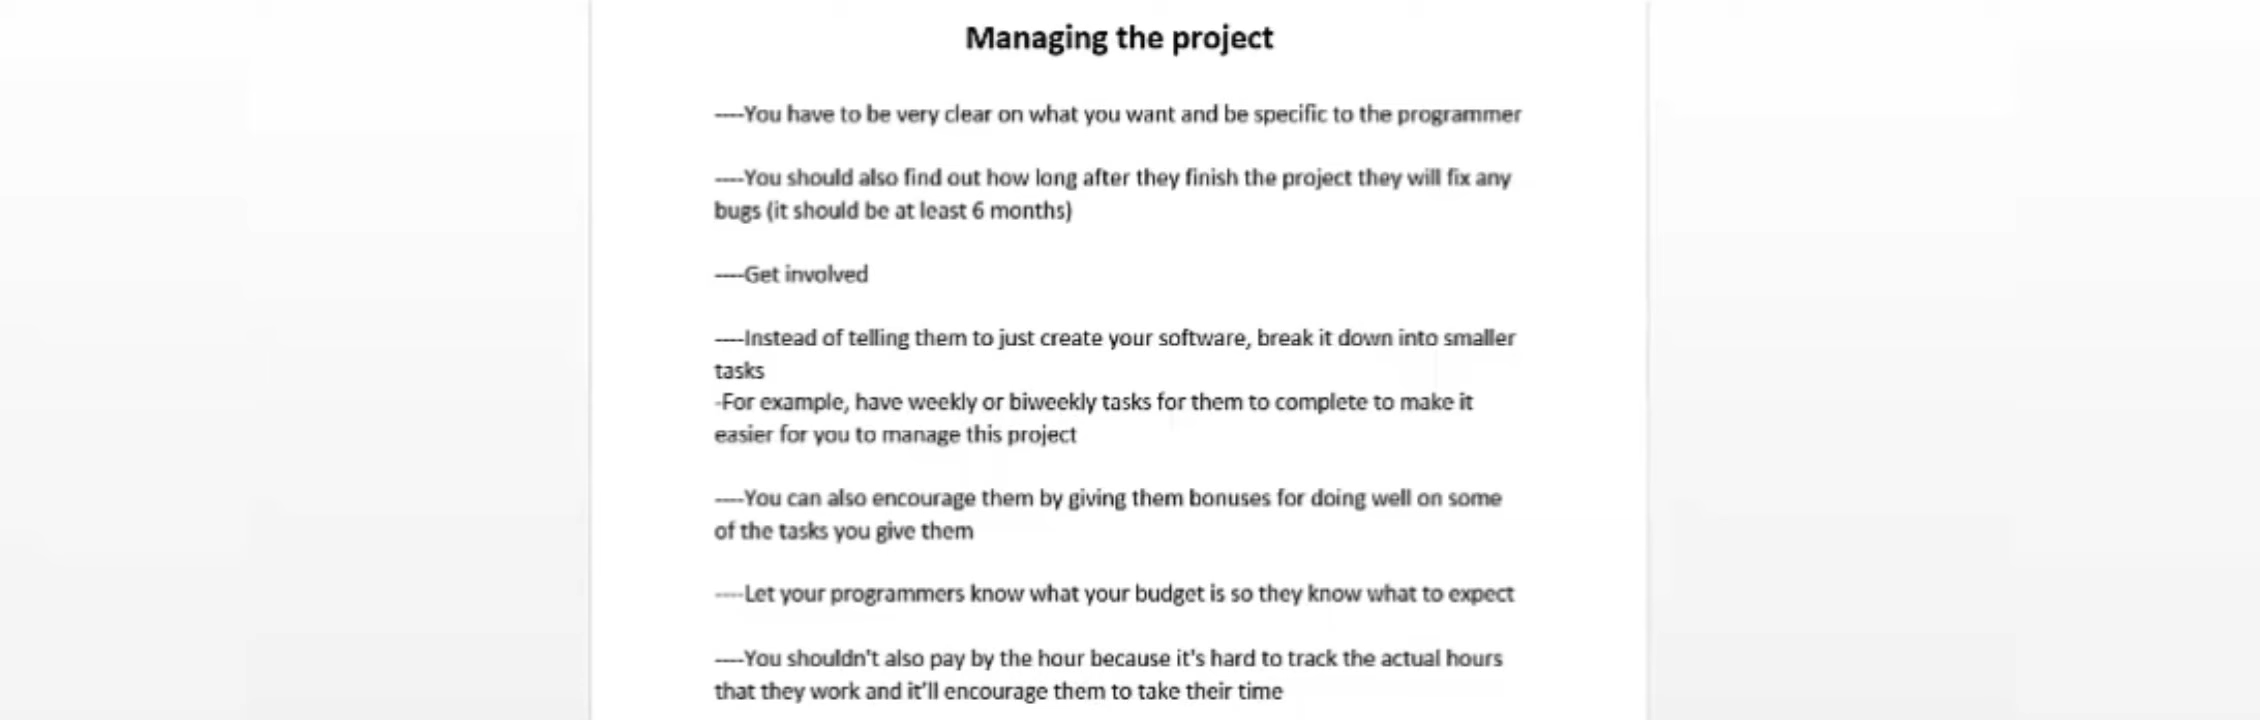 Managing the project
----You have to be very clear on what you want and be specific to the programmer
----You should also find out how long after they finish the project they will fix any
bugs (it should be at least 6 months)
----Get involved
----Instead of telling them to just create your software, break it down into smaller
tasks
-For example, have weekly or biweekly tasks for them to complete to make it
easier for you to manage this project
----You can also encourage them by giving them bonuses for doing well on some
of the tasks you give them
----Let your programmers know what your budget is so they know what to expect
----You shouldn't also pay by the hour because it's hard to track the actual hours
that they work and it'll encourage them to take their time